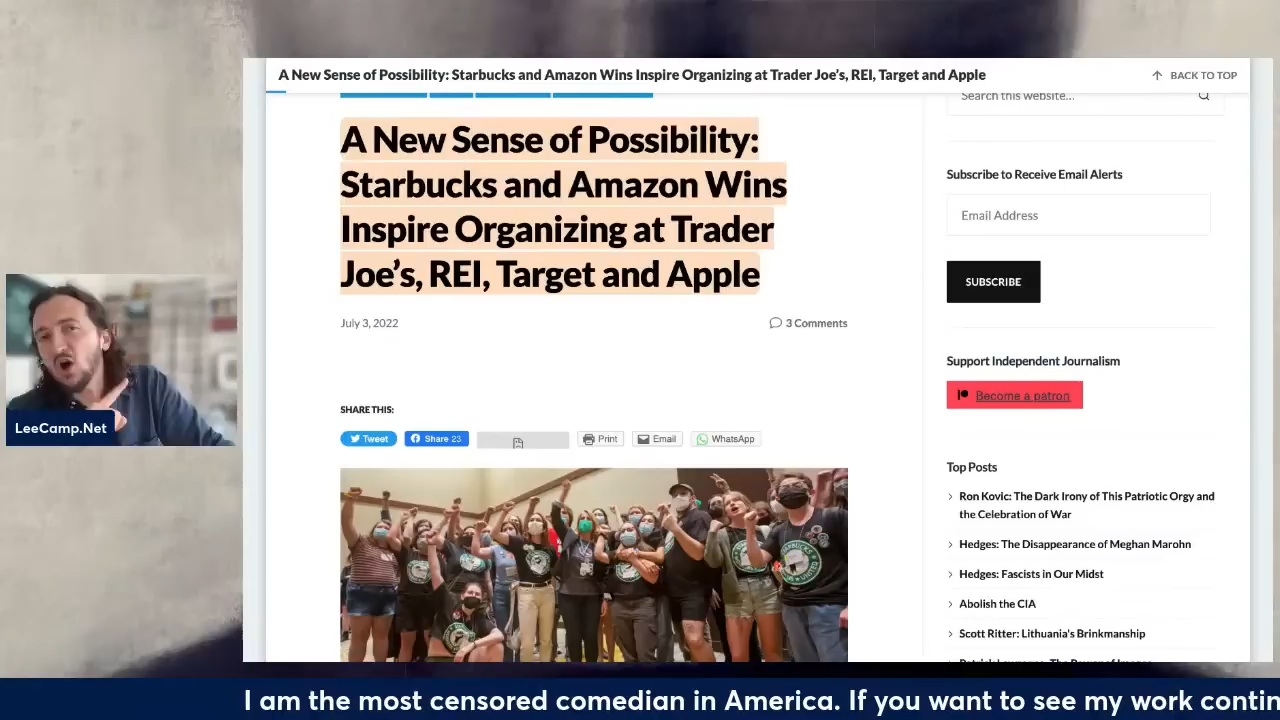 A New Sense of Possibility: Starbucks and Amazon Wins Inspire Organizing at Trader Joe's, REI, Target and Apple
BACK TO TOP
Search this website...
A New Sense of Possibility:
Starbucks and Amazon Wins
Inspire Organizing at Trader
Joe's, REI, Target and Apple
July 3, 2022
3 Comments
SHARE THIS:
Tweet
Share 23
Print
Email
WhatsApp
Subscribe to Receive Email Alerts
Email Address
SUBSCRIBE
Support Independent Journalism
Become a patron
Top Posts
Ron Kovic: The Dark Irony of This Patriotic Orgy and
the Celebration of War
Hedges: The Disappearance of Meghan Marohn
Hedges: Fascists in Our Midst
Abolish the CIA
Scott Ritter: Lithuania's Brinkmanship
LeeCamp.Net
I am the most censored comedian in America. If you want to see my work contin